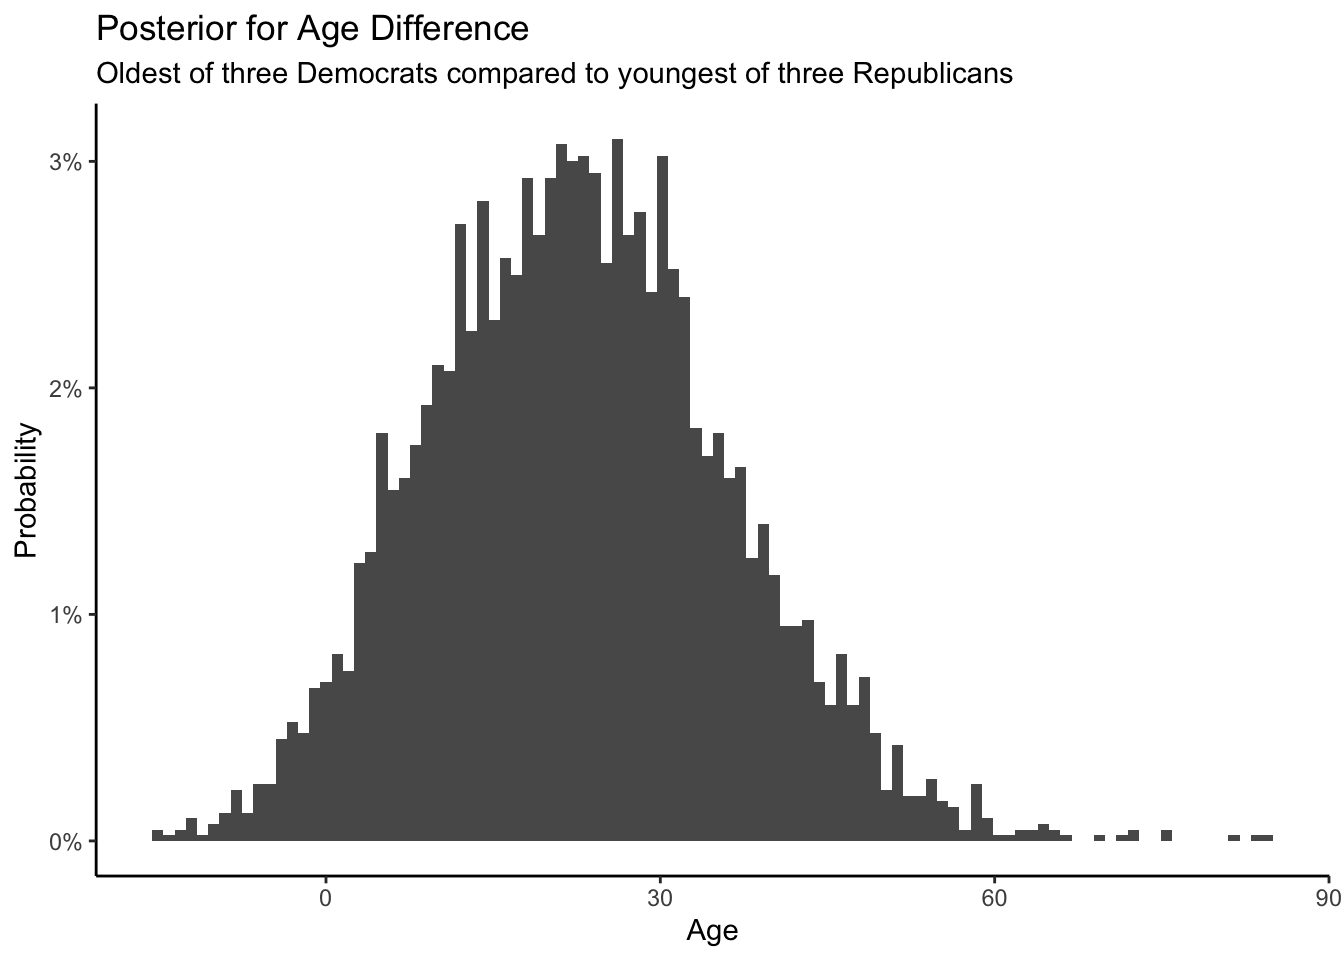 Posterior for Age Difference
Oldest of three Democrats compared to youngest of three Republicans
3%
2%
1%
0%
Probability
0
30
60
90
Age